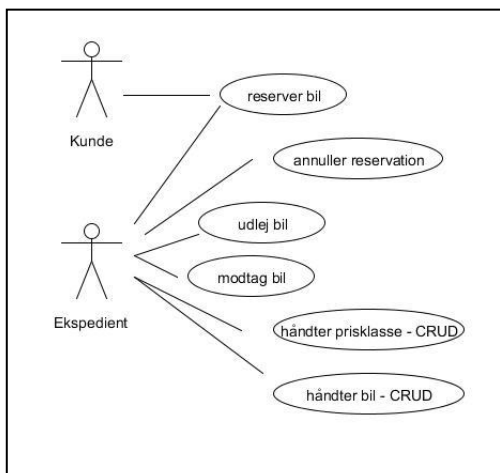 reserver bil
Kunde
annuller reservation
udlej bil
modtag bil
Ekspedient
håndter prisklasse - CRUD
håndter bil - CRUD